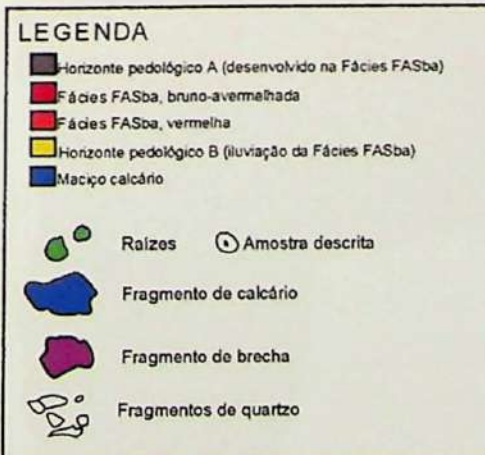 LEGENDA
Horizonte pedológico A (desenvolvido na Fácies FASba)
Fácies FASba, bruno-avermelhada
Fácies FASba, vermelha
Horizonte pedológico B (iluviação da Fácies FASba)
Maciço calcário
Raízes Amostra descrita
Fragmento de calcário
Fragmento de brecha
Fragmentos de quartzo